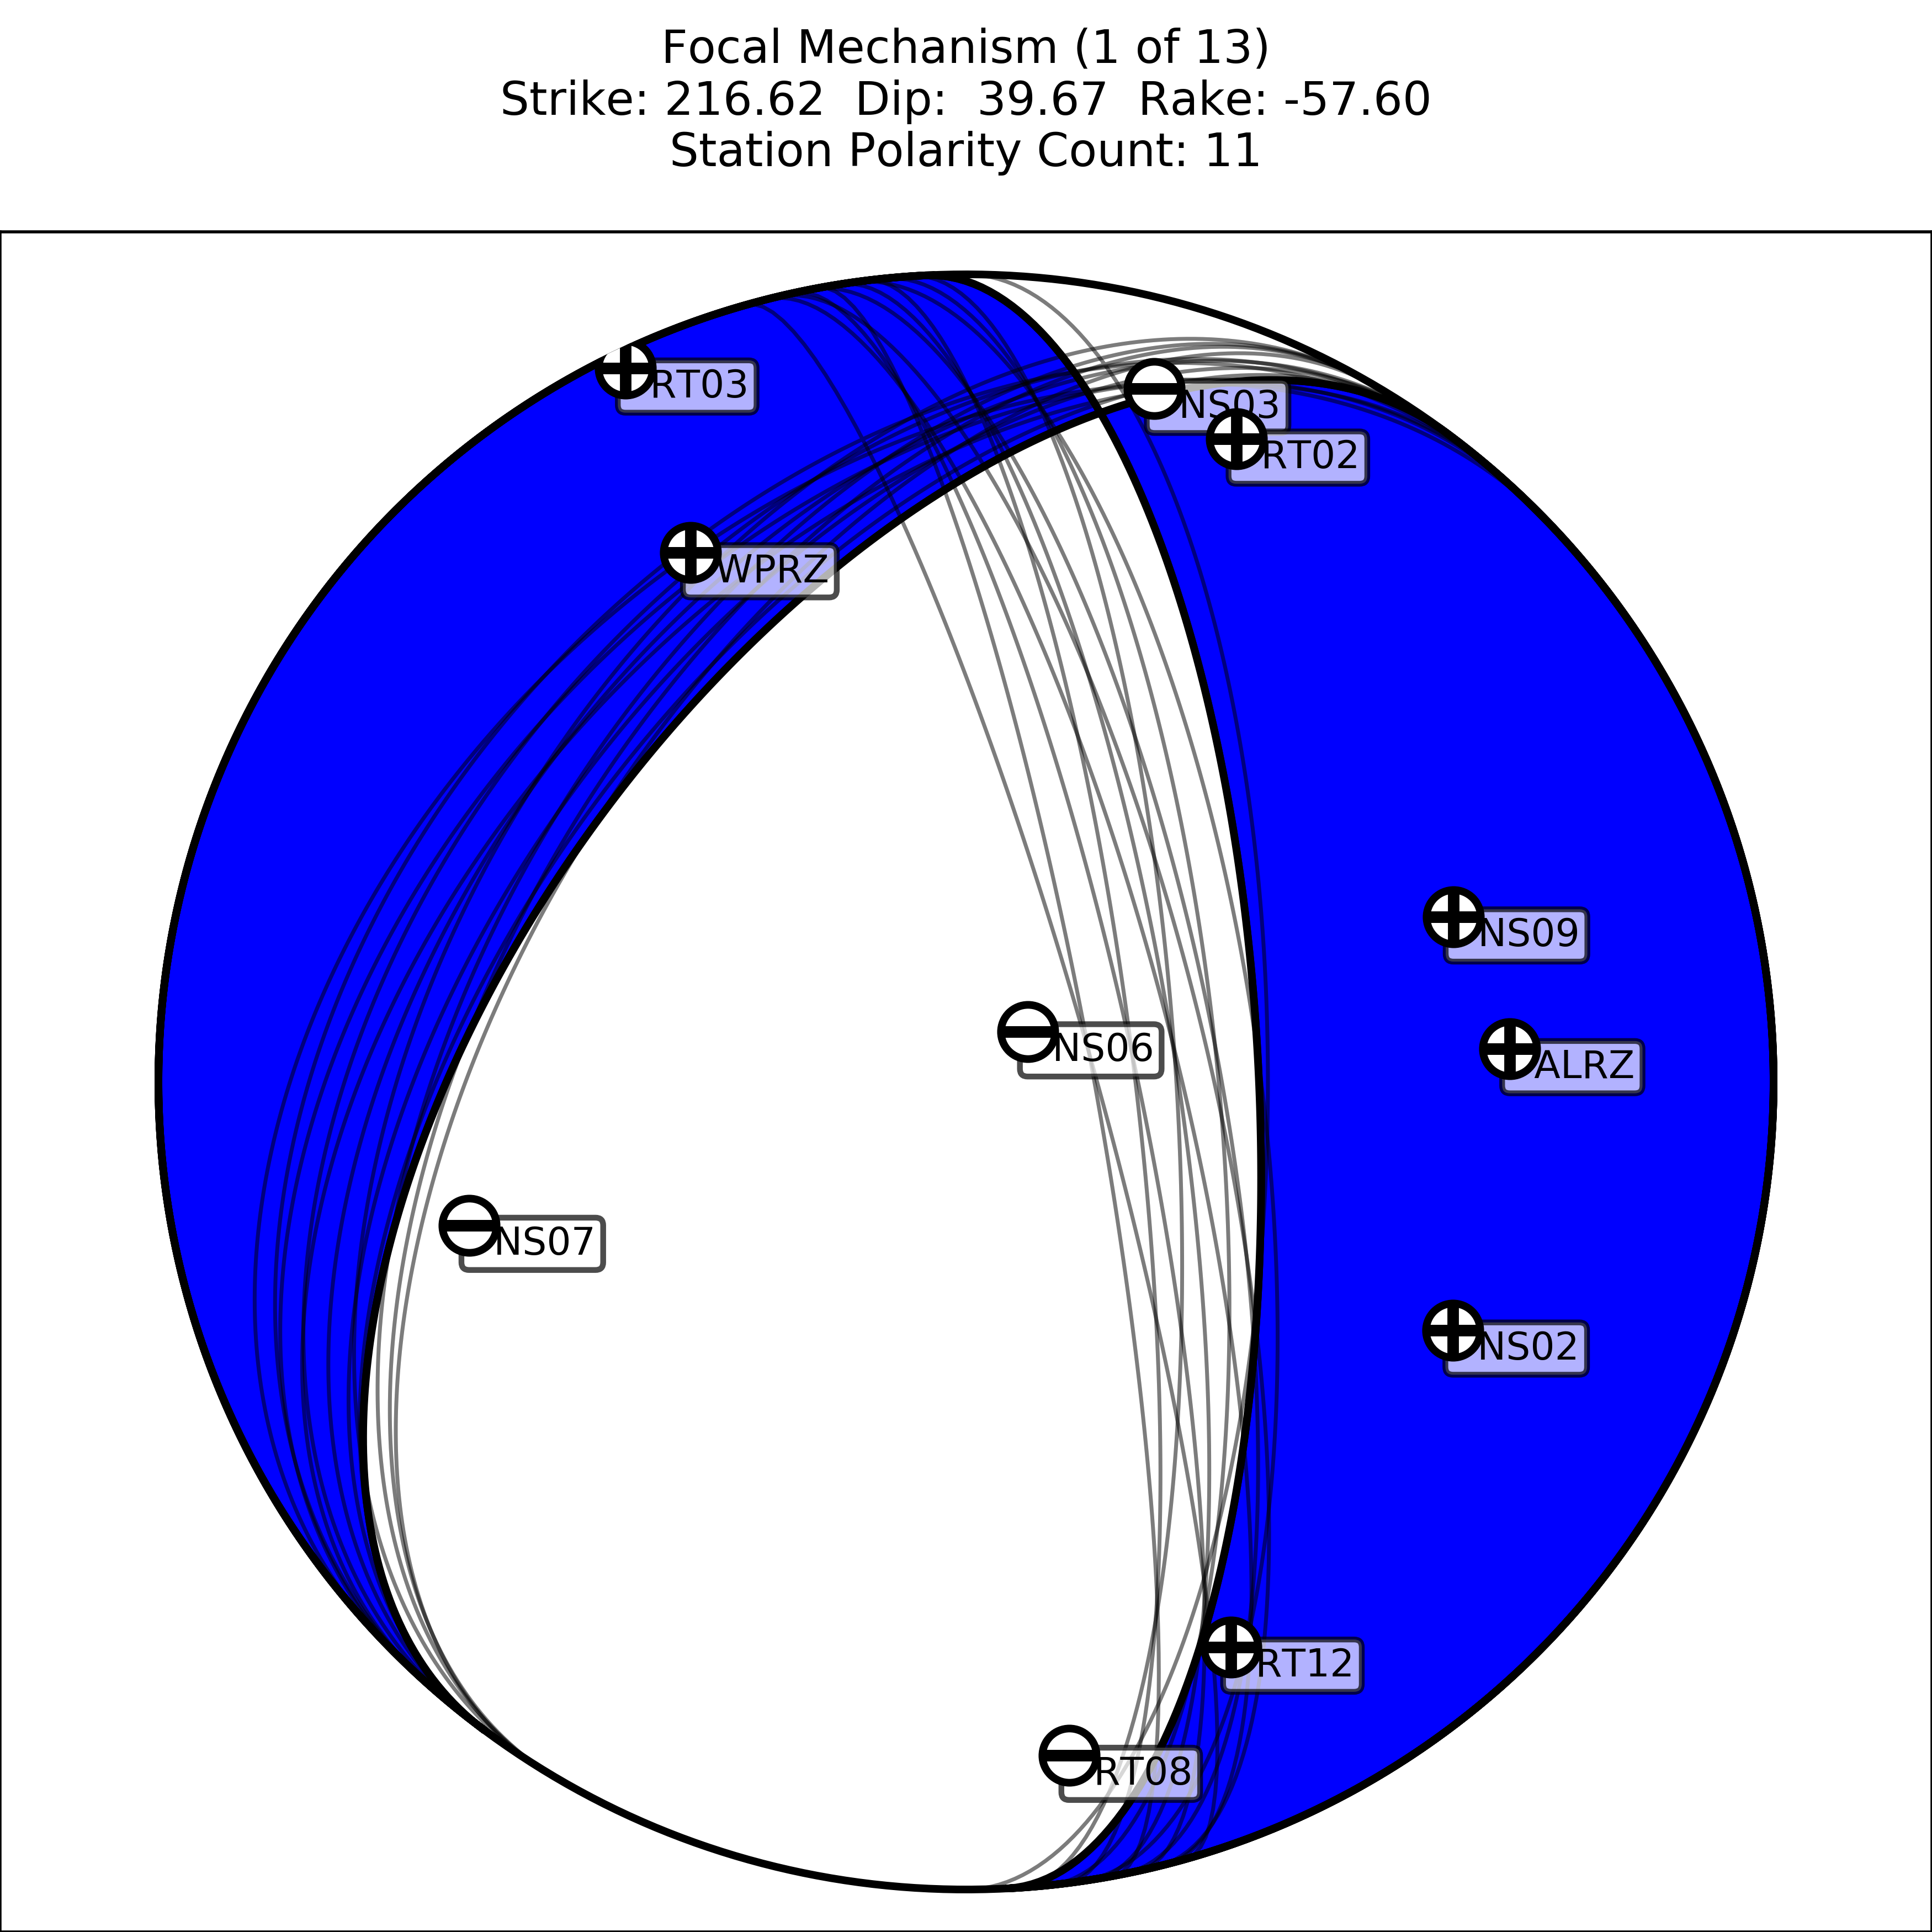 Focal Mechanism (1 of 13)
Strike: 216.62  Dip:  39.67  Rake: -57.60
Station Polarity Count: 11
RT03
NS03
RT02
WPRZ
NS09
NS06
ALRZ
NS07
NS02
RT12
RT08